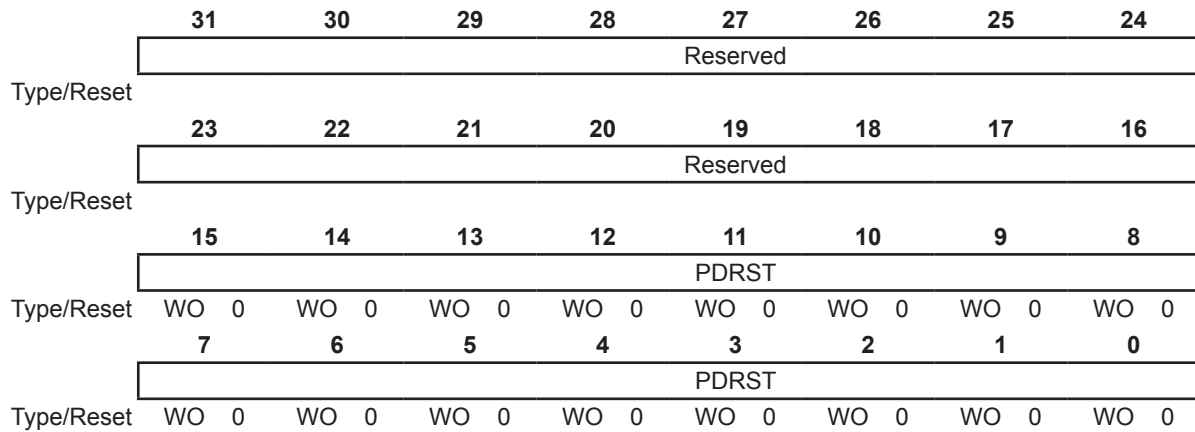 31 30 29 28 27 26 25 24
Reserved
Type/Reset
23 22 21 20 19 18 17 16
Reserved
Type/Reset
15 14 13 12 11 10 9 8
PDRST
Type/Reset WO 0 WO 0 WO 0 WO 0 WO 0 WO 0 WO 0 WO 0
7 6 5 4 3 2 1 0
PDRST
Type/Reset WO 0 WO 0 WO 0 WO 0 WO 0 WO 0 WO 0 WO 0